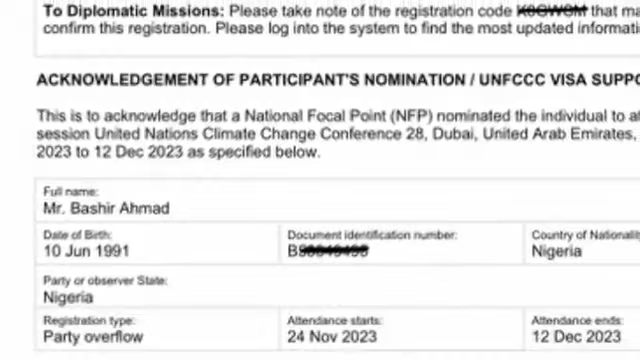 To Diplomatic Missions: Please take note of the registration code that
confirm this registration. Please log into the system to find the most updated
ACKNOWLEDGEMENT OF PARTICIPANT'S NOMINATION / UNFCCC VISA
This is to acknowledge that a National Focal Point (NFP) nominated the individual to
session United Nations Climate Change Conference 28, Dubai, United Arab Emirates,
2023 to 12 Dec 2023 as specified below.
Full name:
Mr. Bashir Ahmad
Date of Birth:
Document identification number:
Country of
10 Jun 1991
Nigeria
Party or observer State:
Nigeria
Registration type:
Attendance starts:
Attendance ends:
Party overflow
24 Nov 2023
12 Dec 2023